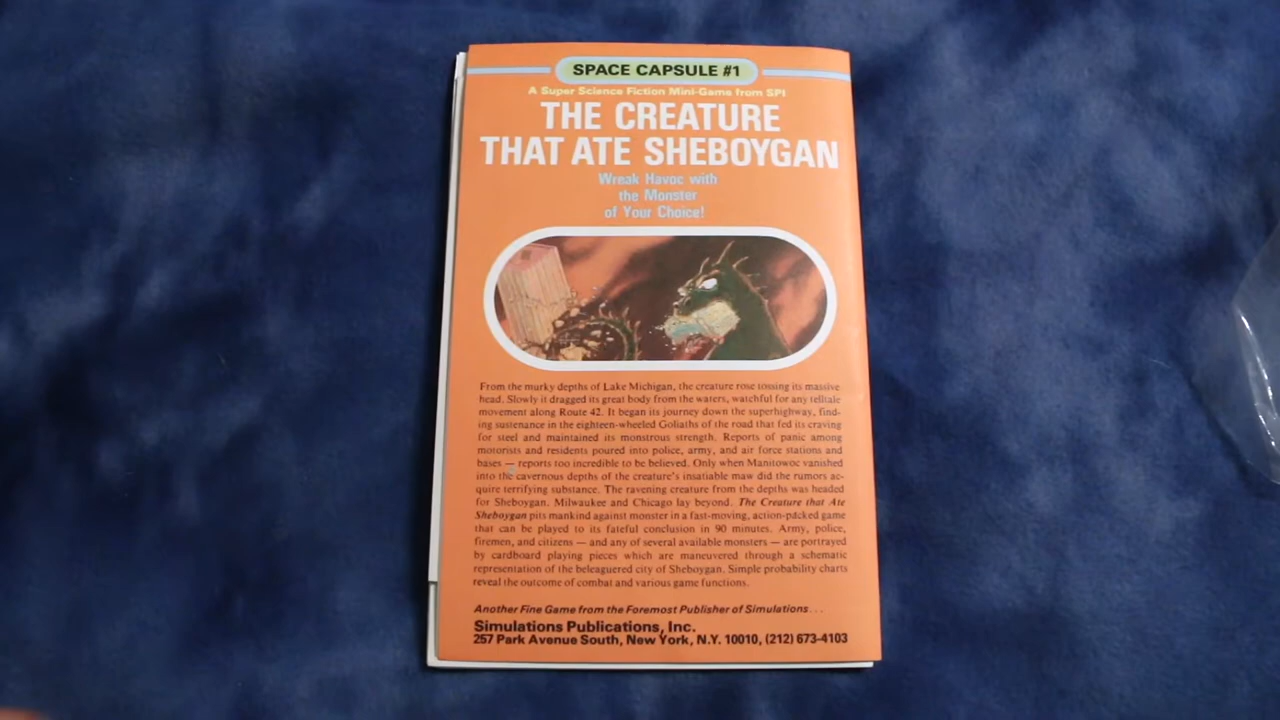 SPACE CAPSULE #1
A Super Science Fiction Mini-Game from SPI
THE CREATURE
THAT ATE SHEBOYGAN
Wreak Havoc with
the Monster
of Your Choice!
From the murky depths of Lake Michigan, the creature rose tossing its massive
head. Slowly it dragged its great body from the waters, watchful for any telltale
movement along Route 42. It began its journey down the superhighway, find-
ing sustenance in the eighteen-wheeled Goliaths of the road that fed its craving
for steel and maintained its monstrous strength. Reports of panic among
motorists and residents poured into police, army, and air force stations and
bases — reports too incredible to be believed. Only when Manitowoc vanished
into the cavernous depths of the creature's insatiable maw did the rumors ac-
quire terrifying substance. The ravening creature from the depths was headed
for Sheboygan. Milwaukee and Chicago lay beyond. The Creature that Ate
Sheboygan pits mankind against monster in a fast-moving, action-packed game
that can be played to its fateful conclusion in 90 minutes. Army, police,
firemen, and citizens — and any of several available monsters — are portrayed
by cardboard playing pieces which are maneuvered through a schematic
representation of the beleaguered city of Sheboygan. Simple probability charts
reveal the outcome of combat and various game functions.
Another Fine Game from the Foremost Publisher of Simulations...
Simulations Publications, Inc.
257 Park Avenue South, New York, N.Y. 10010, (212) 673-4103